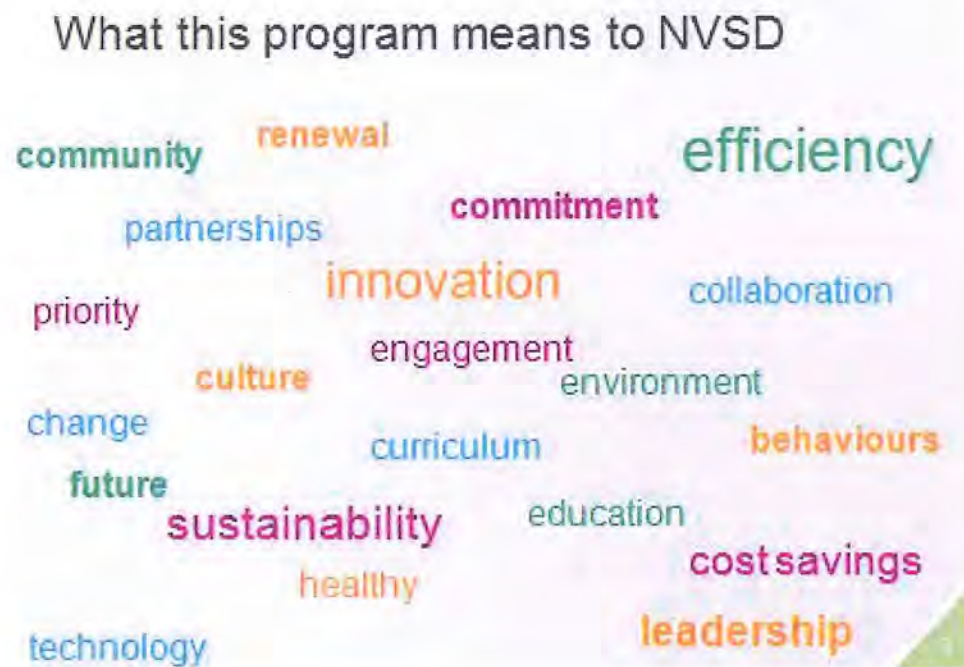 What this program means to NVSD
renewal
community
efficiency
commitment
partnerships
innovation
collaboration
priority
engagement
culture
environment
change
curriculum
behaviours
future
sustainability
education
cost savings
healthy
leadership
technology